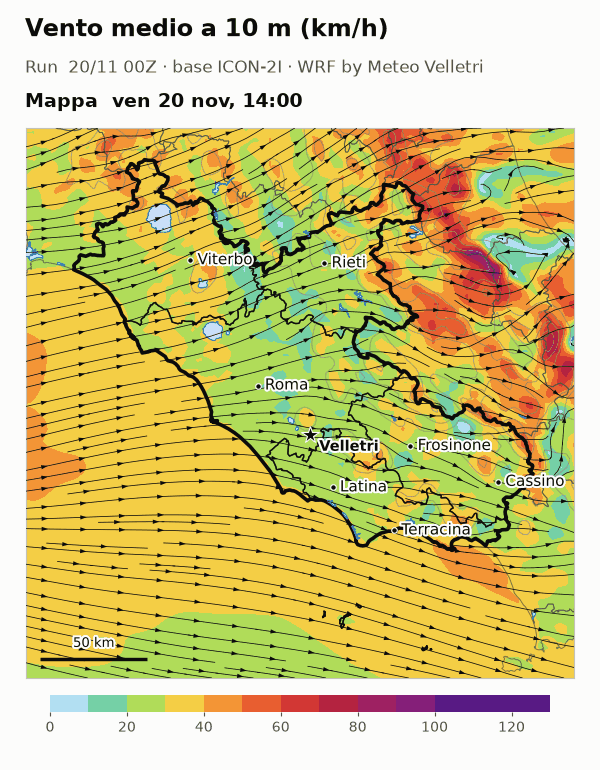 Vento medio a 10 m (km/h)
Run  20/11 00Z · base ICON-2I · WRF by Meteo Velletri
Mappa  ven 20 nov, 14:00
Viterbo
Rieti
Roma
Velletri
Frosinone
Cassino
Latina
Terracina
50 km
0 20 40 60 80 100 120